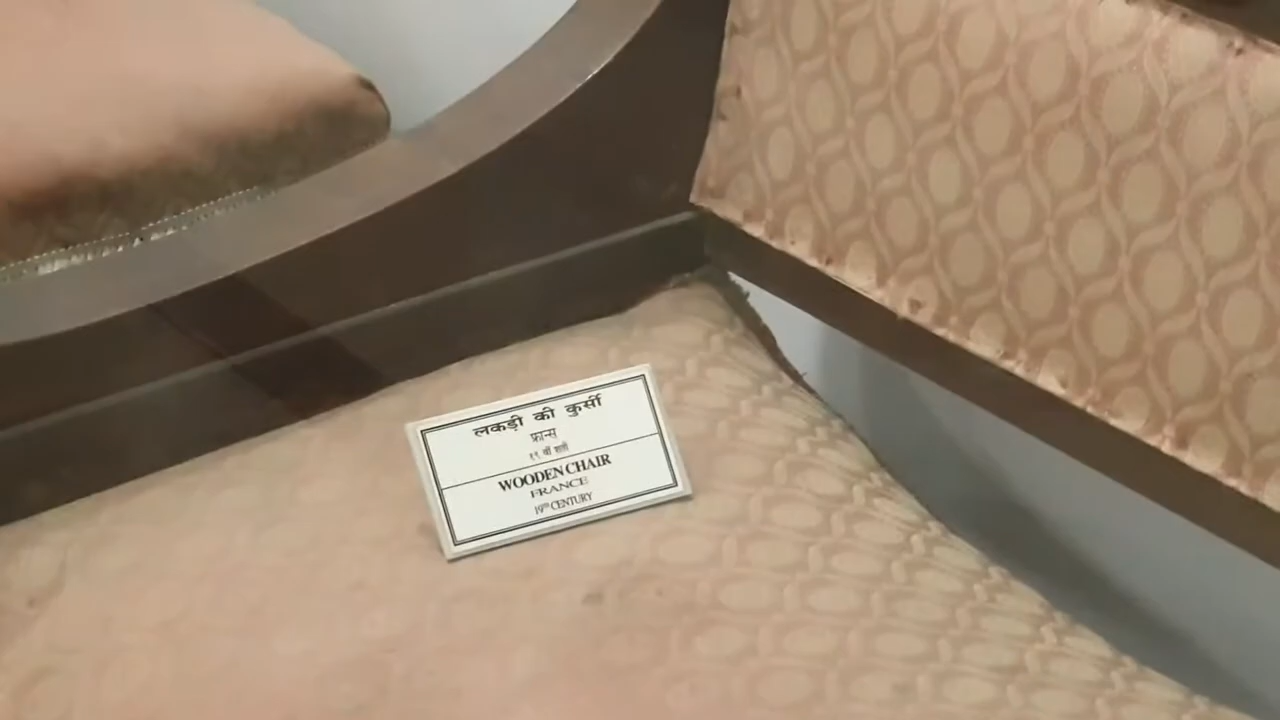 लकड़ी की कुर्सी
फ्रान्स
१९ वीं शती
WOODEN CHAIR
FRANCE
19TH CENTURY